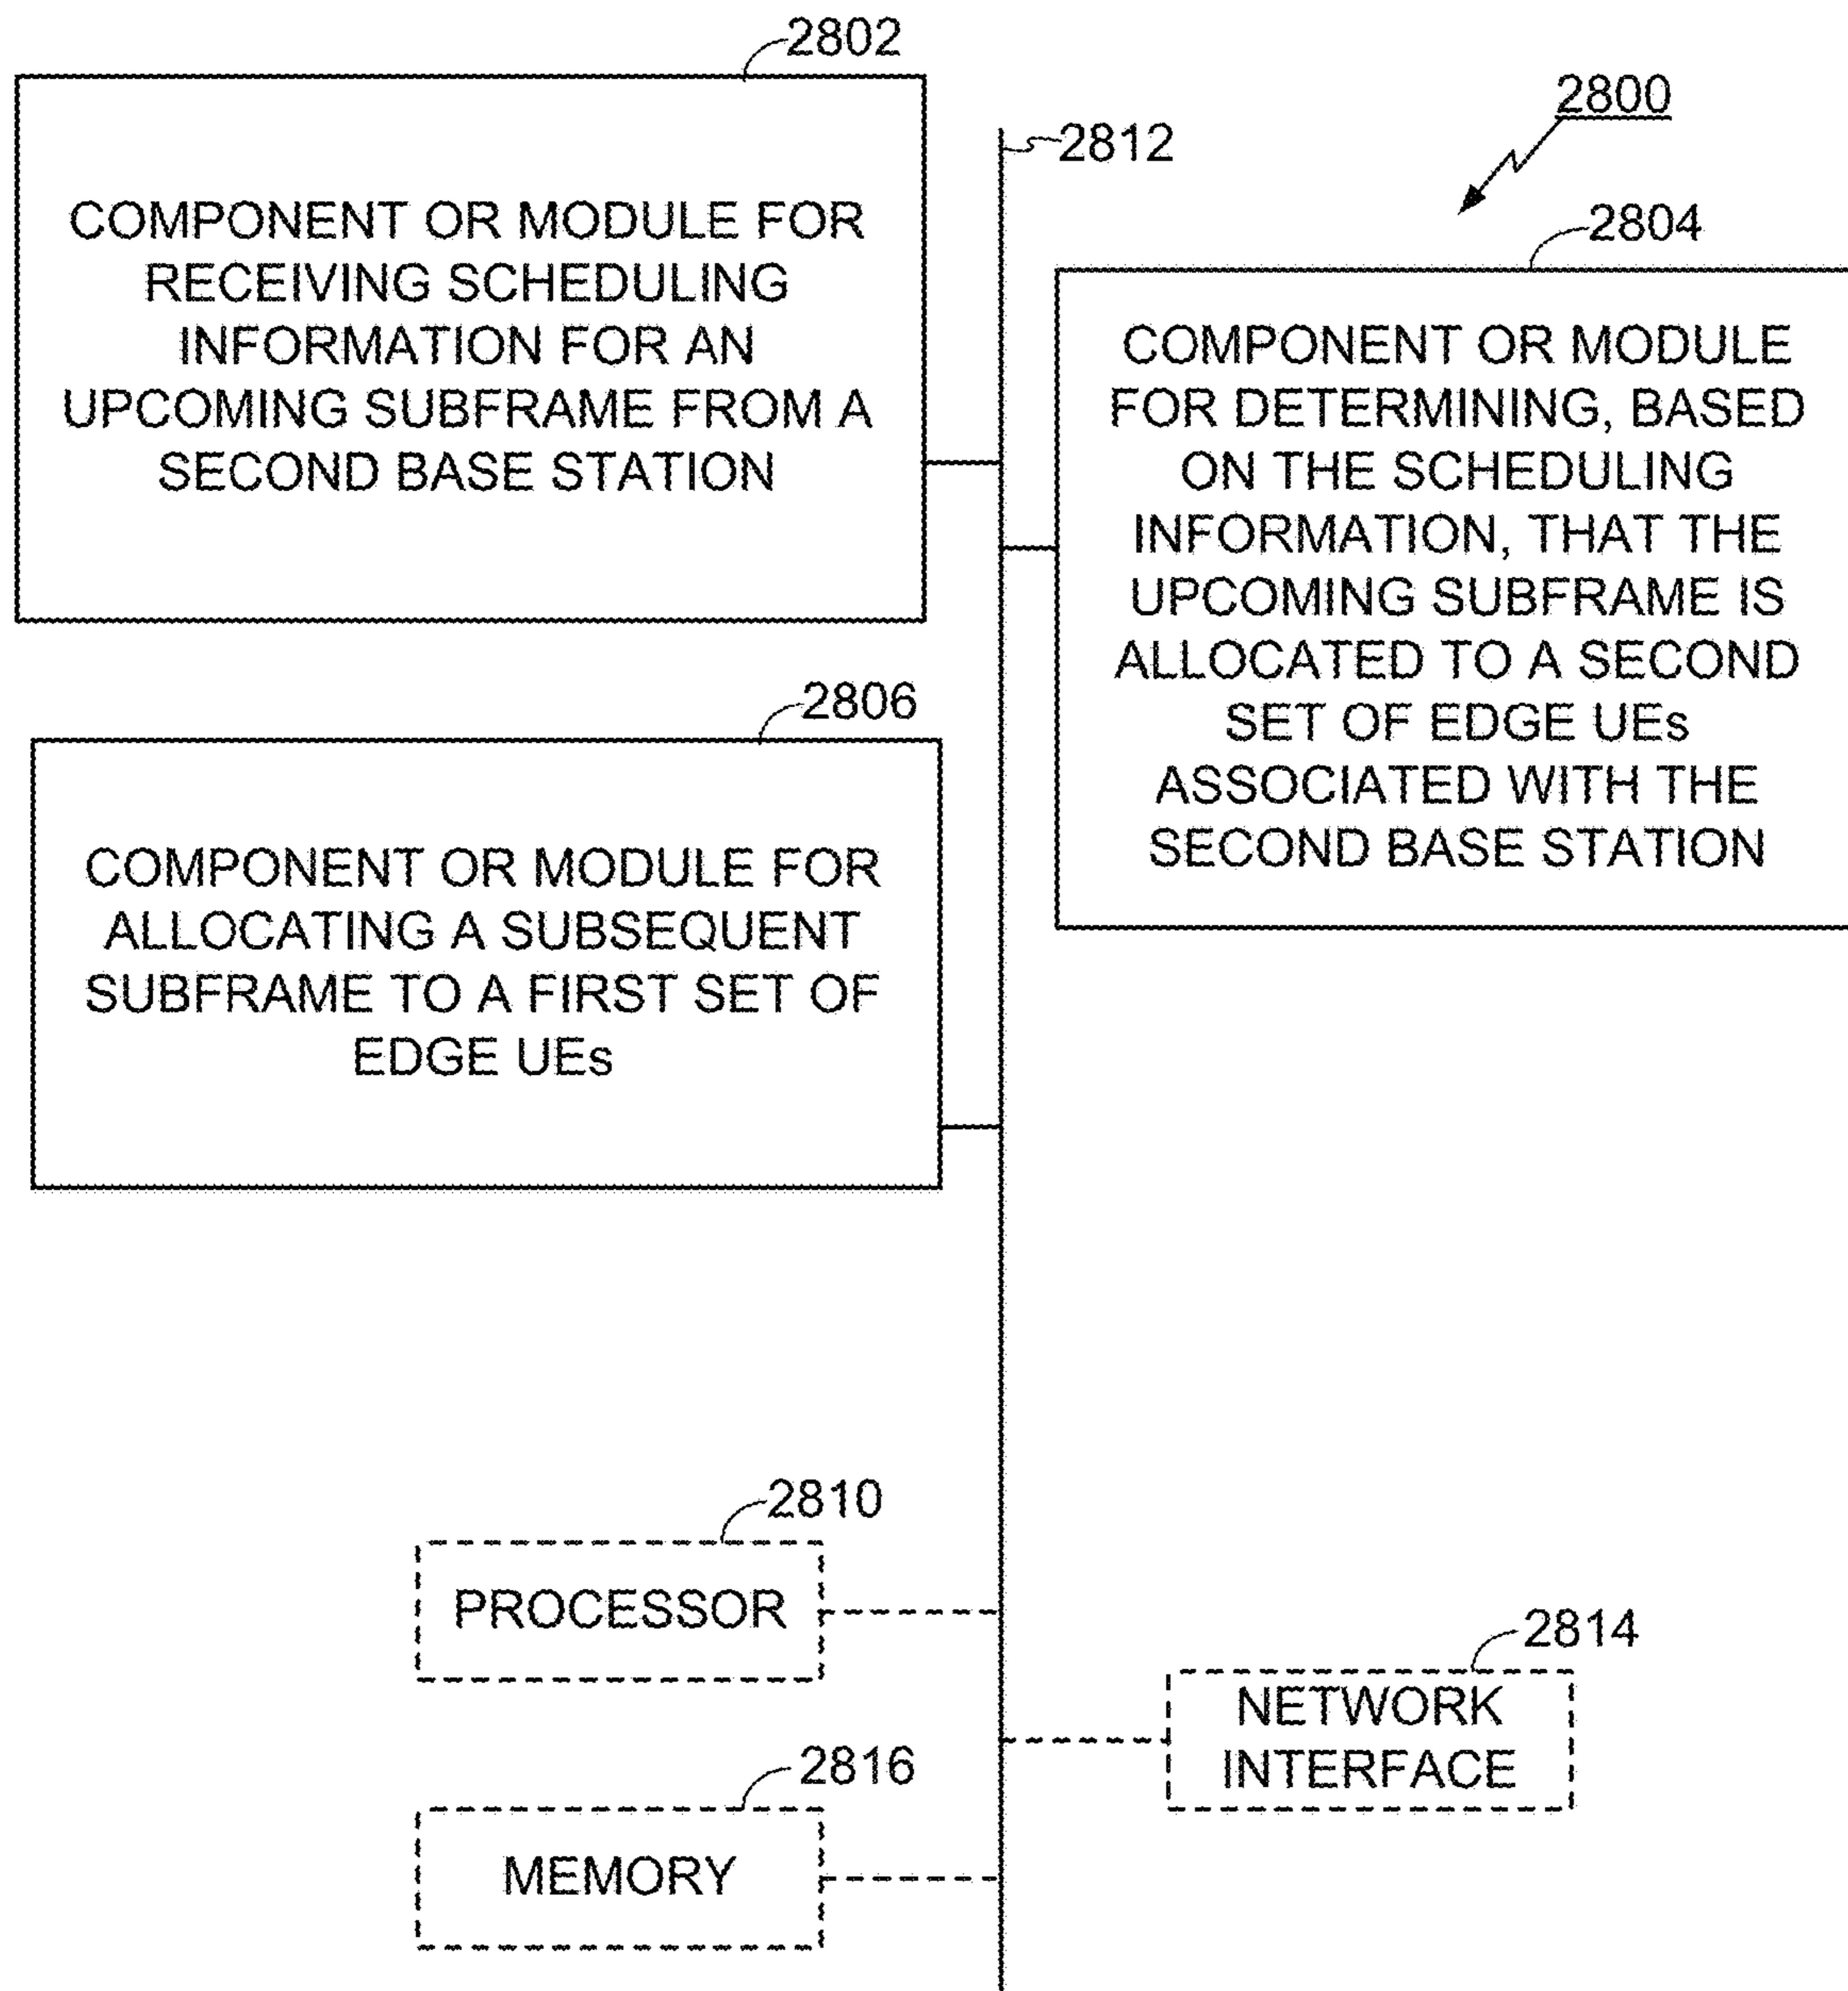 2802
2800
2812
COMPONENT OR MODULE FOR
RECEIVING SCHEDULING
INFORMATION FOR AN
UPCOMING SUBFRAME FROM A
SECOND BASE STATION
2804
COMPONENT OR MODULE
FOR DETERMINING, BASED
ON THE SCHEDULING
INFORMATION, THAT THE
UPCOMING SUBFRAME IS
ALLOCATED TO A SECOND
SET OF EDGE UEs
ASSOCIATED WITH THE
SECOND BASE STATION
2806
COMPONENT OR MODULE FOR
ALLOCATING A SUBSEQUENT
SUBFRAME TO A FIRST SET OF
EDGE UEs
2810
PROCESSOR
2814
NETWORK
INTERFACE
2816
MEMORY